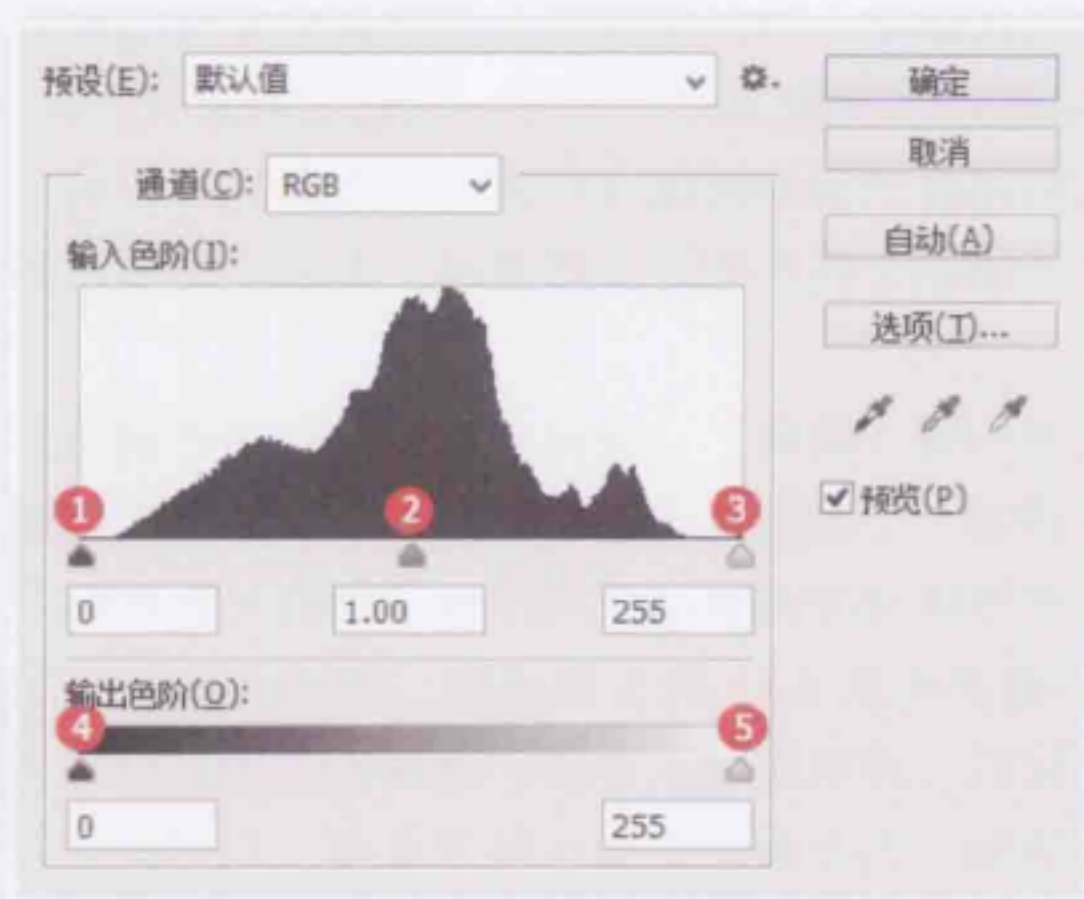 预设(E): 默认值
确定
取消
通道(C): RGB
自动(A)
输入色阶(I):
选项(T)...
预览(P)
1 2 3
0 1.00 255
输出色阶(O):
4 5
0 255